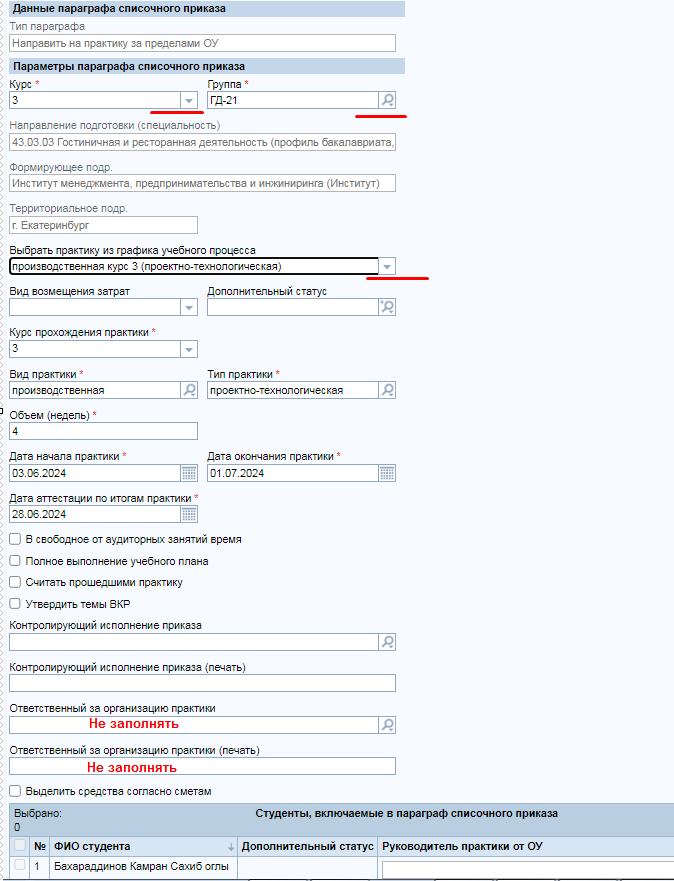 Данные параграфа списочного приказа
Тип параграфа
Направить на практику за пределами ОУ
Параметры параграфа списочного приказа
Курс * Группа *
3 ГД-21
Направление подготовки (специальность)
43.03.03 Гостиничная и ресторанная деятельность (профиль бакалавриата,
Формирующее подр.
Институт менеджмента, предпринимательства и инжиниринга (Институт)
Территориальное подр.
г. Екатеринбург
Выбрать практику из графика учебного процесса
производственная курс 3 (проектно-технологическая)
Вид возмещения затрат Дополнительный статус
Курс прохождения практики *
3
Вид практики * Тип практики *
производственная проектно-технологическая
Объем (недель) *
4
Дата начала практики * Дата окончания практики *
03.06.2024 01.07.2024
Дата аттестации по итогам практики *
28.06.2024
В свободное от аудиторных занятий время
Полное выполнение учебного плана
Считать прошедшими практику
Утвердить темы ВКР
Контролирующий исполнение приказа
Контролирующий исполнение приказа (печать)
Ответственный за организацию практики
Не заполнять
Ответственный за организацию практики (печать)
Не заполнять
Выделить средства согласно сметам
Выбрано: Студенты, включаемые в параграф списочного приказа
0
№ ФИО студента Дополнительный статус Руководитель практики от ОУ
1 Бахараддинов Камран Сахиб оглы